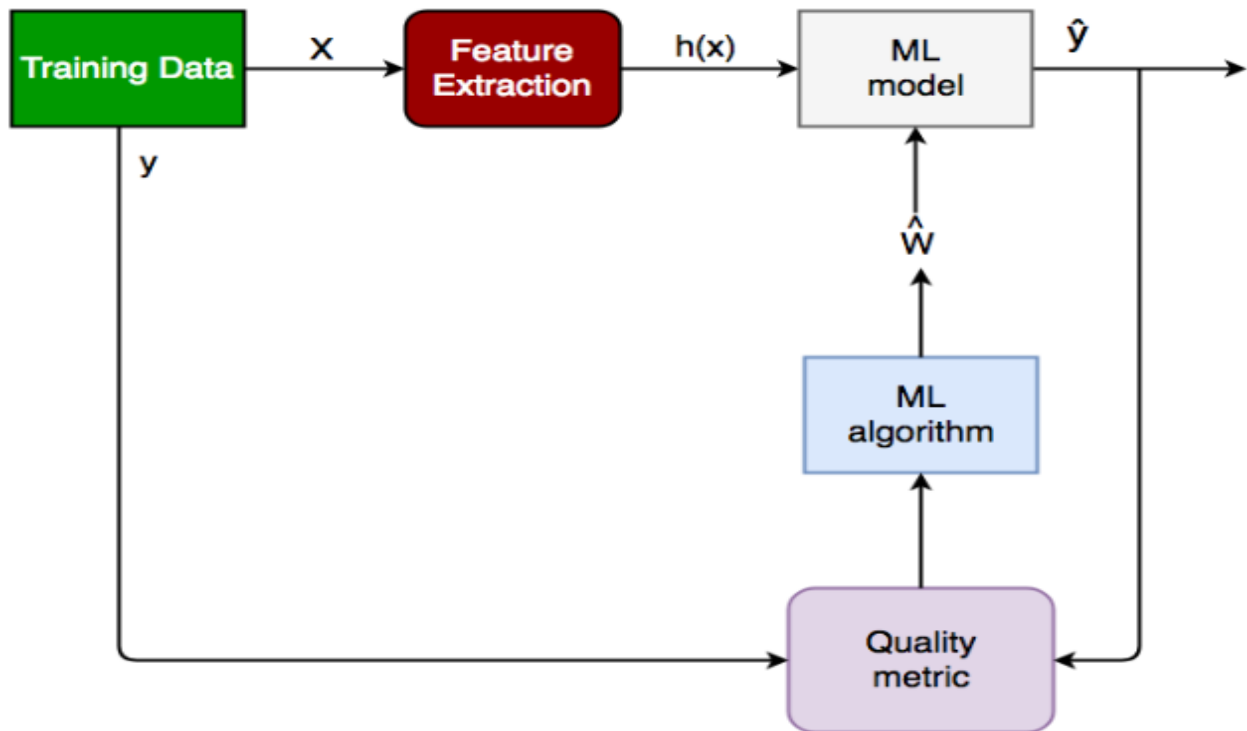 Training Data
X
Feature
Extraction
h(x)
ML
model
ŷ
y
Ŵ
ML
algorithm
Quality
metric